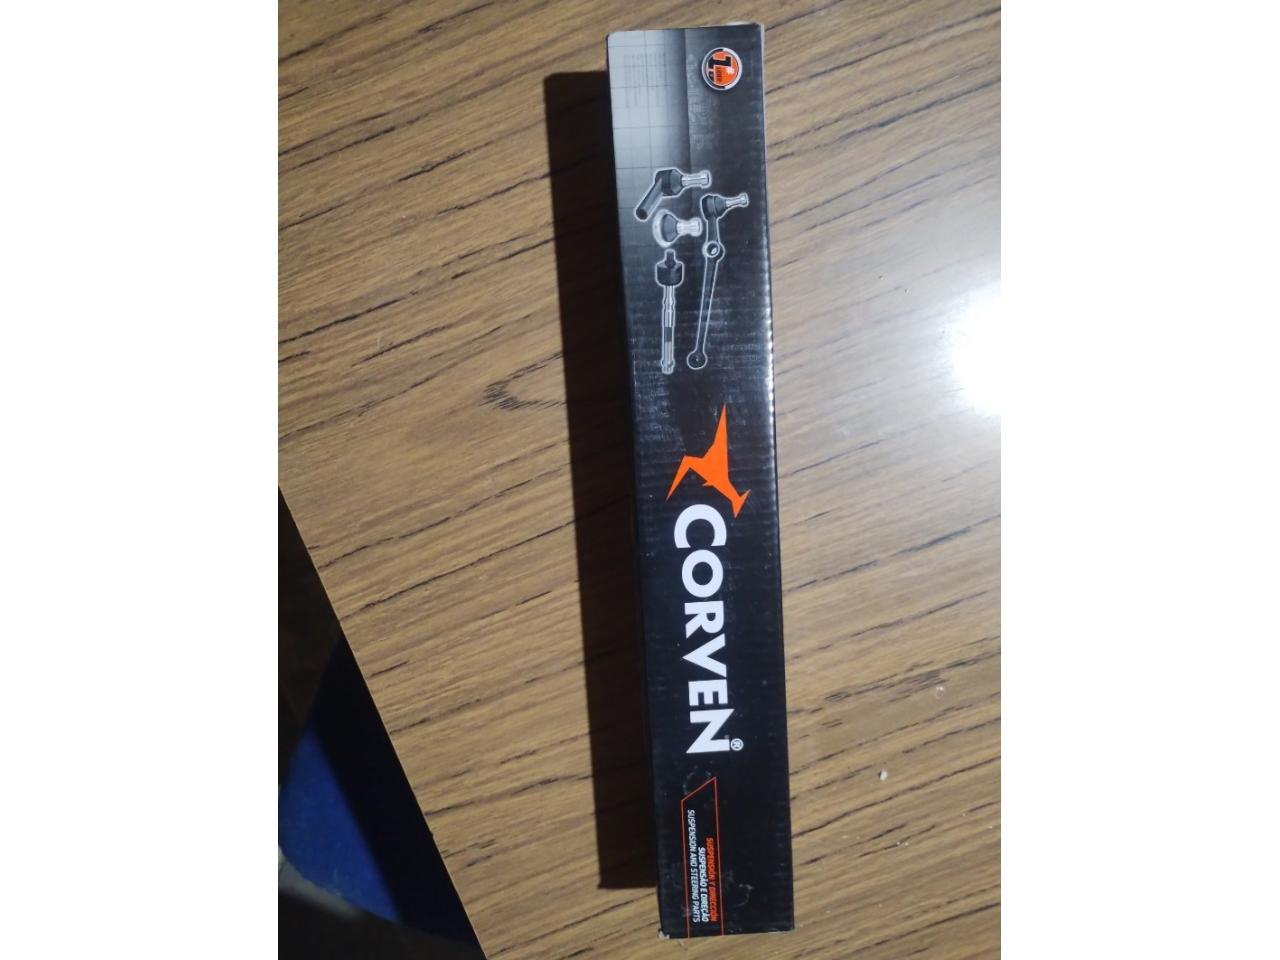 CORVEN®
SUSPENSIÓN Y DIRECCIÓN
SUSPENSÃO E DIREÇÃO
SUSPENSION AND STEERING PARTS